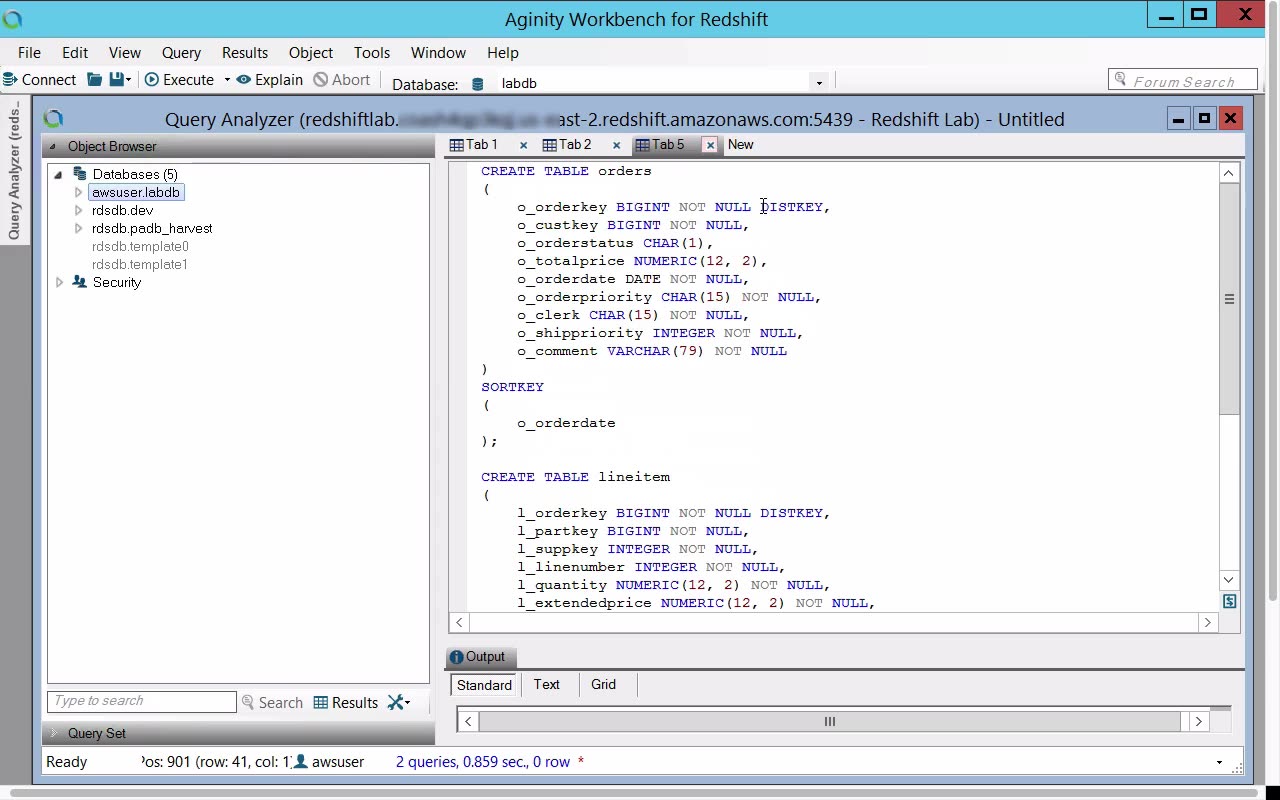 Aginity Workbench for Redshift
File Edit View Query Results Object Tools Window Help
Connect Execute Explain Abort Database: labdb Forum Search
Query Analyzer (reds...
Query Analyzer (redshiftlab. ast-2.redshift.amazonaws.com:5439 - Redshift Lab) - Untitled
Object Browser
Databases (5)
awsuser.labdb
rdsdb.dev
rdsdb.padb_harvest
rdsdb.template0
rdsdb.template1
Security
Type to search Search Results
Query Set
Tab 1 Tab 2 Tab 5 New
CREATE TABLE orders
(
o_orderkey BIGINT NOT NULL DISTKEY,
o_custkey BIGINT NOT NULL,
o_orderstatus CHAR(1),
o_totalprice NUMERIC(12, 2),
o_orderdate DATE NOT NULL,
o_orderpriority CHAR(15) NOT NULL,
o_clerk CHAR(15) NOT NULL,
o_shippriority INTEGER NOT NULL,
o_comment VARCHAR(79) NOT NULL
)
SORTKEY
(
o_orderdate
);
CREATE TABLE lineitem
(
l_orderkey BIGINT NOT NULL DISTKEY,
l_partkey BIGINT NOT NULL,
l_suppkey INTEGER NOT NULL,
l_linenumber INTEGER NOT NULL,
l_quantity NUMERIC(12, 2) NOT NULL,
l_extendedprice NUMERIC(12, 2) NOT NULL,
Output
Standard Text Grid
Ready Pos: 901 (row: 41, col: 1) awsuser 2 queries, 0.859 sec., 0 row *